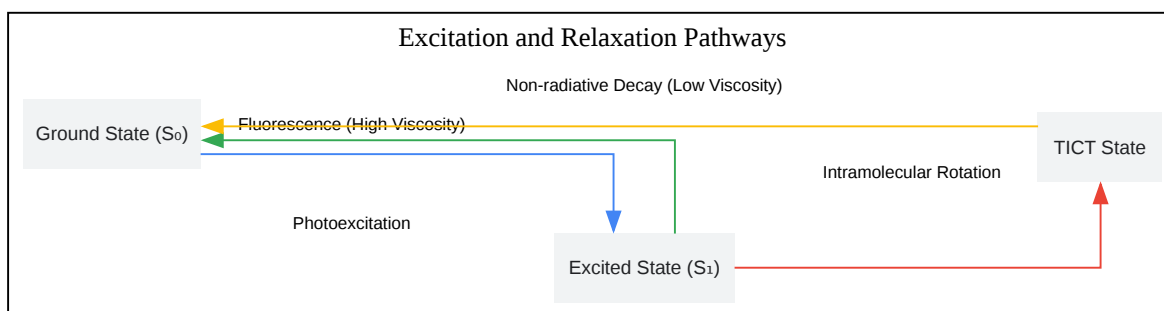 Excitation and Relaxation Pathways
Non-radiative Decay (Low Viscosity)
Ground State (S₀)
Fluorescence (High Viscosity)
TICT State
Intramolecular Rotation
Photoexcitation
Excited State (S₁)